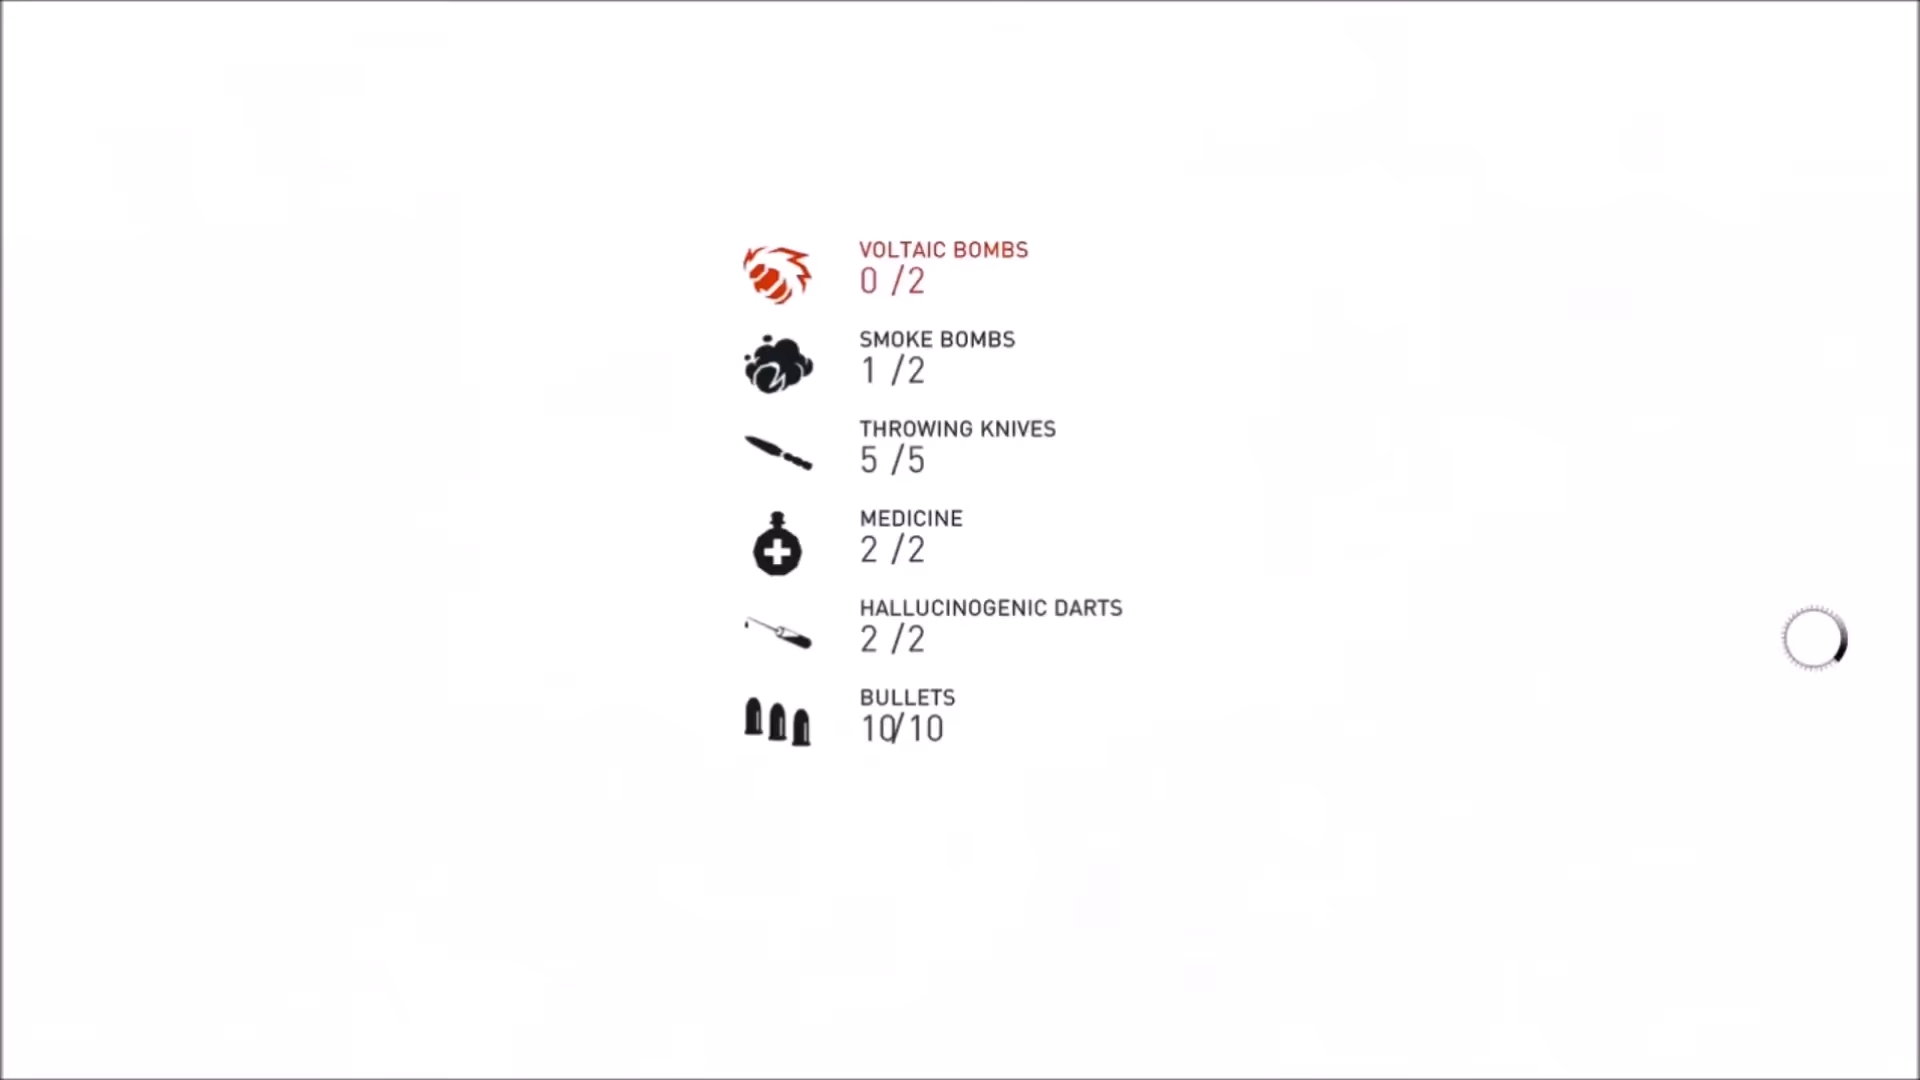 VOLTAIC BOMBS
0 /2
SMOKE BOMBS
1 /2
THROWING KNIVES
5 /5
MEDICINE
2 /2
HALLUCINOGENIC DARTS
2 /2
BULLETS
10/10